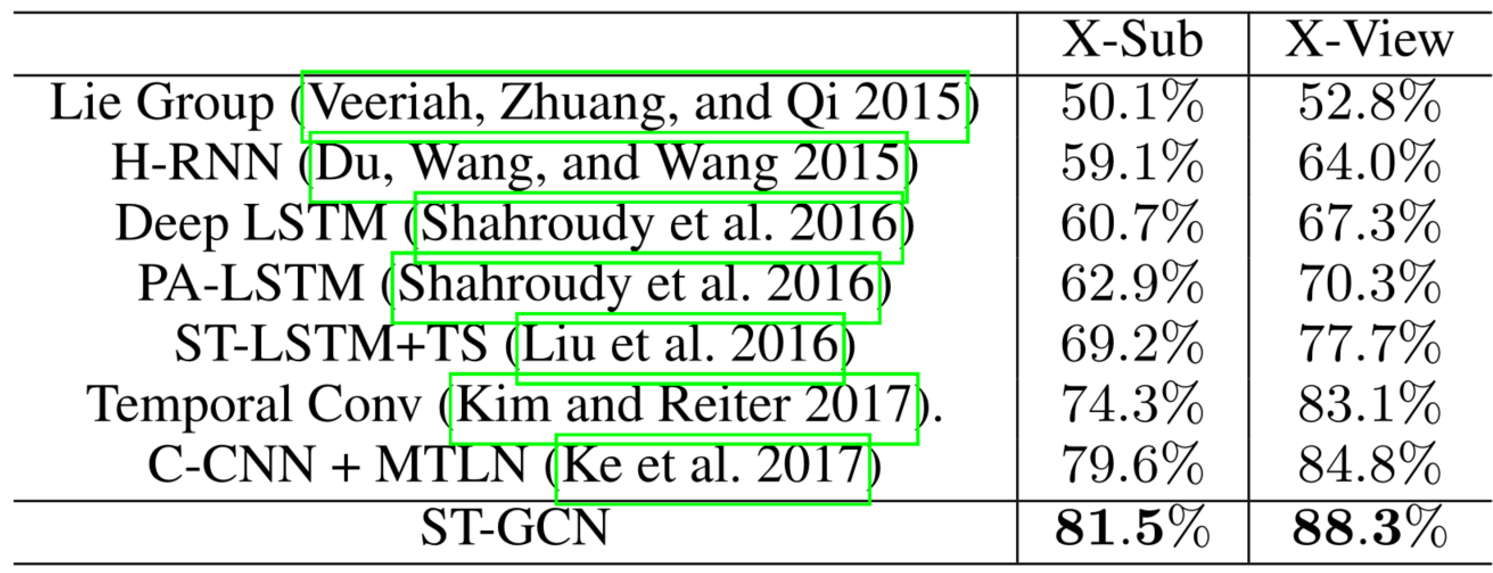 X-Sub X-View
Lie Group (Veeriah, Zhuang, and Qi 2015) 50.1% 52.8%
H-RNN (Du, Wang, and Wang 2015) 59.1% 64.0%
Deep LSTM (Shahroudy et al. 2016) 60.7% 67.3%
PA-LSTM (Shahroudy et al. 2016) 62.9% 70.3%
ST-LSTM+TS (Liu et al. 2016) 69.2% 77.7%
Temporal Conv (Kim and Reiter 2017). 74.3% 83.1%
C-CNN + MTLN (Ke et al. 2017) 79.6% 84.8%
ST-GCN 81.5% 88.3%